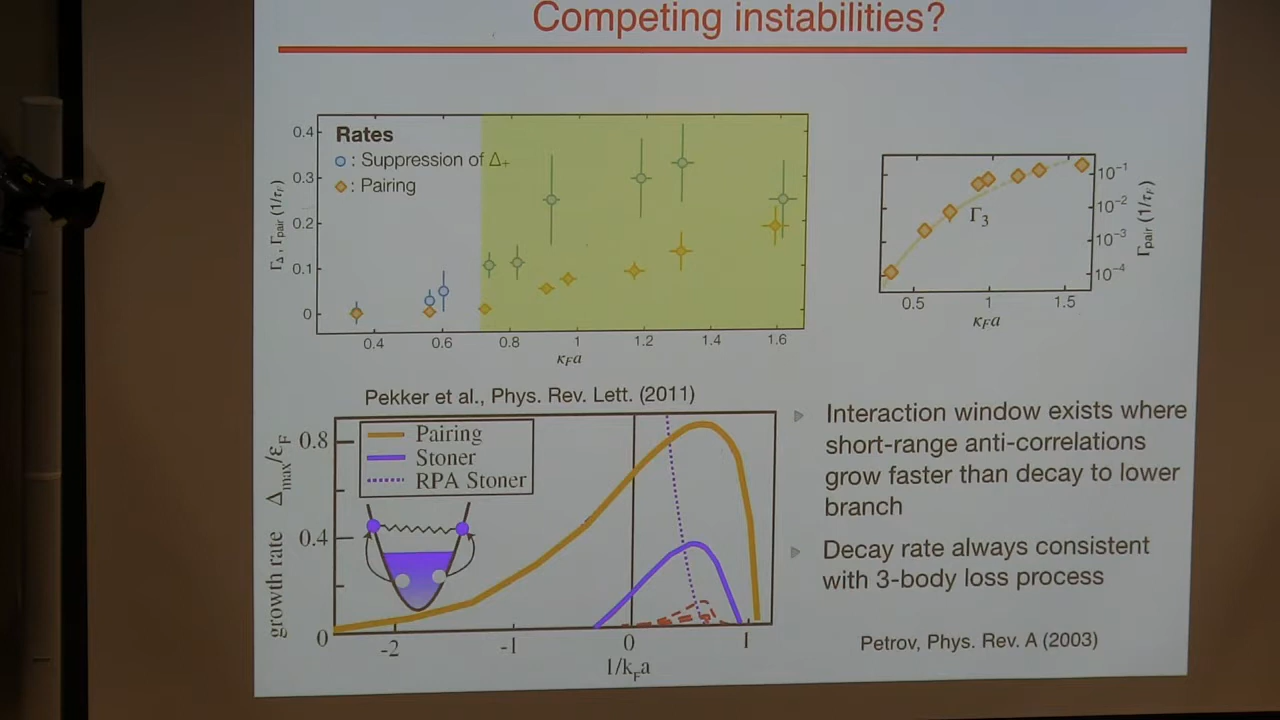 Competing instabilities?
Rates
: Suppression of Δ+
: Pairing
0.4
0.3
0.2
0.1
0
Γ_Δ, Γ_pair (1/τ_F)
0.4 0.6 0.8 1 1.2 1.4 1.6
κ_F a
Γ_3
10^-1
10^-2
10^-3
10^-4
Γ_pair (1/τ_F)
0.5 1 1.5
κ_F a
Pekker et al., Phys. Rev. Lett. (2011)
Pairing
Stoner
RPA Stoner
0.8
0.4
0
growth rate Δ_max/ε_F
-2 -1 0 1
1/k_F a
Interaction window exists where
short-range anti-correlations
grow faster than decay to lower
branch
Decay rate always consistent
with 3-body loss process
Petrov, Phys. Rev. A (2003)